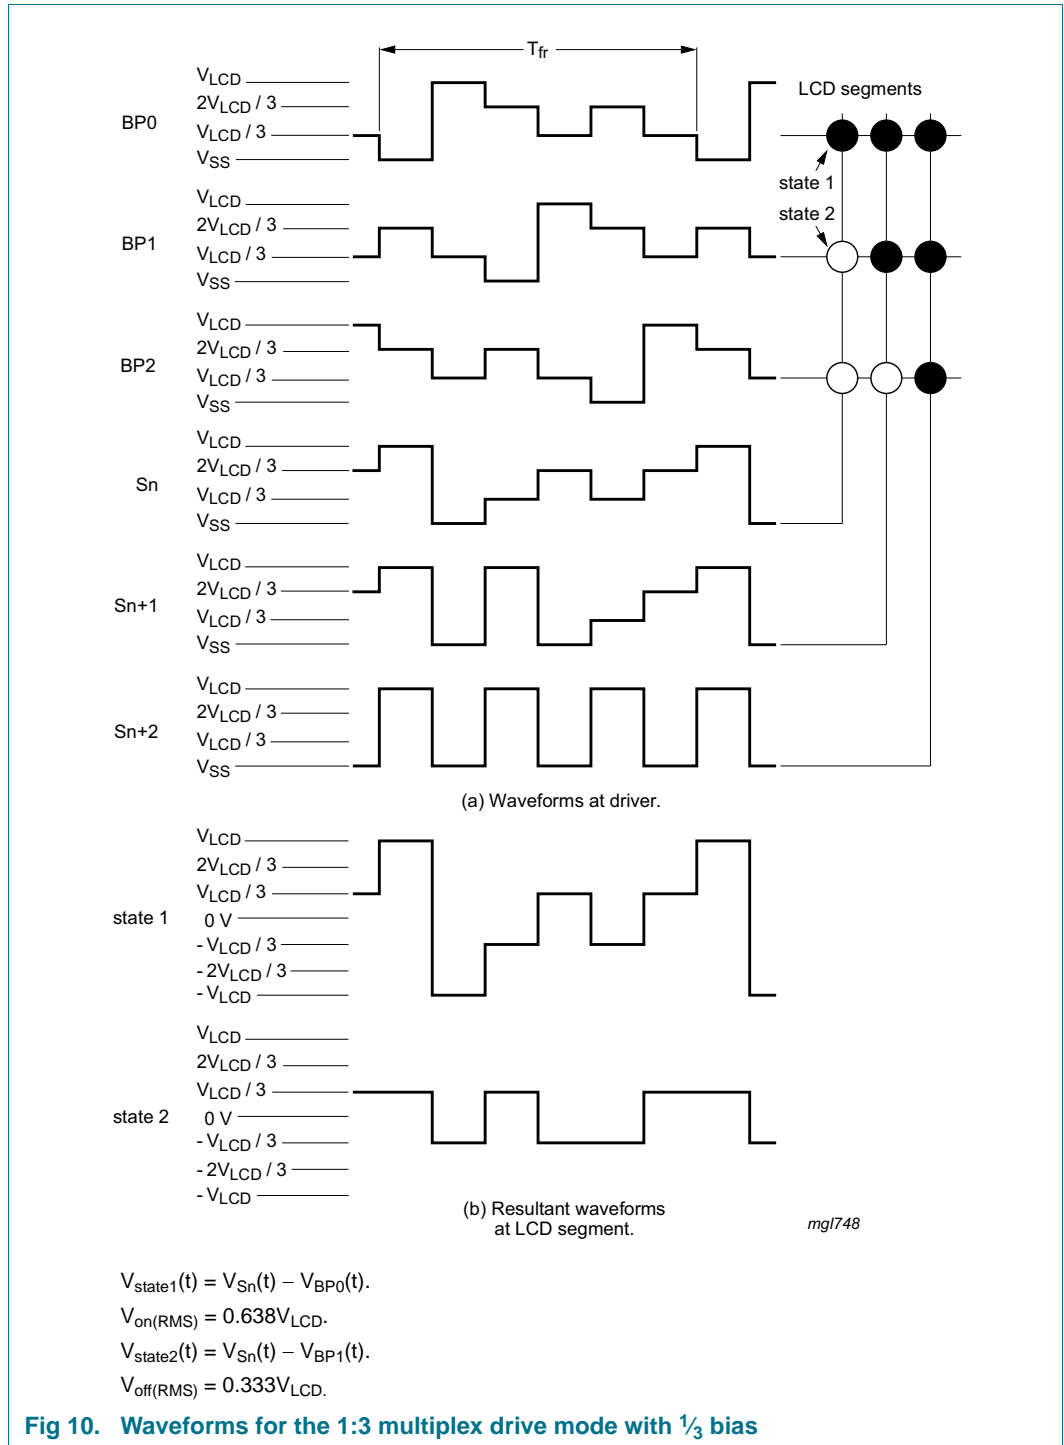 Tfr
VLCD
2VLCD / 3
BP0
VLCD / 3
VSS
LCD segments
state 1
state 2
VLCD
2VLCD / 3
BP1
VLCD / 3
VSS
VLCD
2VLCD / 3
BP2
VLCD / 3
VSS
VLCD
2VLCD / 3
Sn
VLCD / 3
VSS
VLCD
2VLCD / 3
Sn+1
VLCD / 3
VSS
VLCD
2VLCD / 3
Sn+2
VLCD / 3
VSS
(a) Waveforms at driver.
VLCD
2VLCD / 3
VLCD / 3
state 1
0 V
- VLCD / 3
- 2VLCD / 3
- VLCD
VLCD
2VLCD / 3
VLCD / 3
state 2
0 V
- VLCD / 3
- 2VLCD / 3
- VLCD
(b) Resultant waveforms
at LCD segment.
mgl748
Vstate1(t) = VSn(t) − VBP0(t).
Von(RMS) = 0.638VLCD.
Vstate2(t) = VSn(t) − VBP1(t).
Voff(RMS) = 0.333VLCD.
Fig 10. Waveforms for the 1:3 multiplex drive mode with 1⁄3 bias